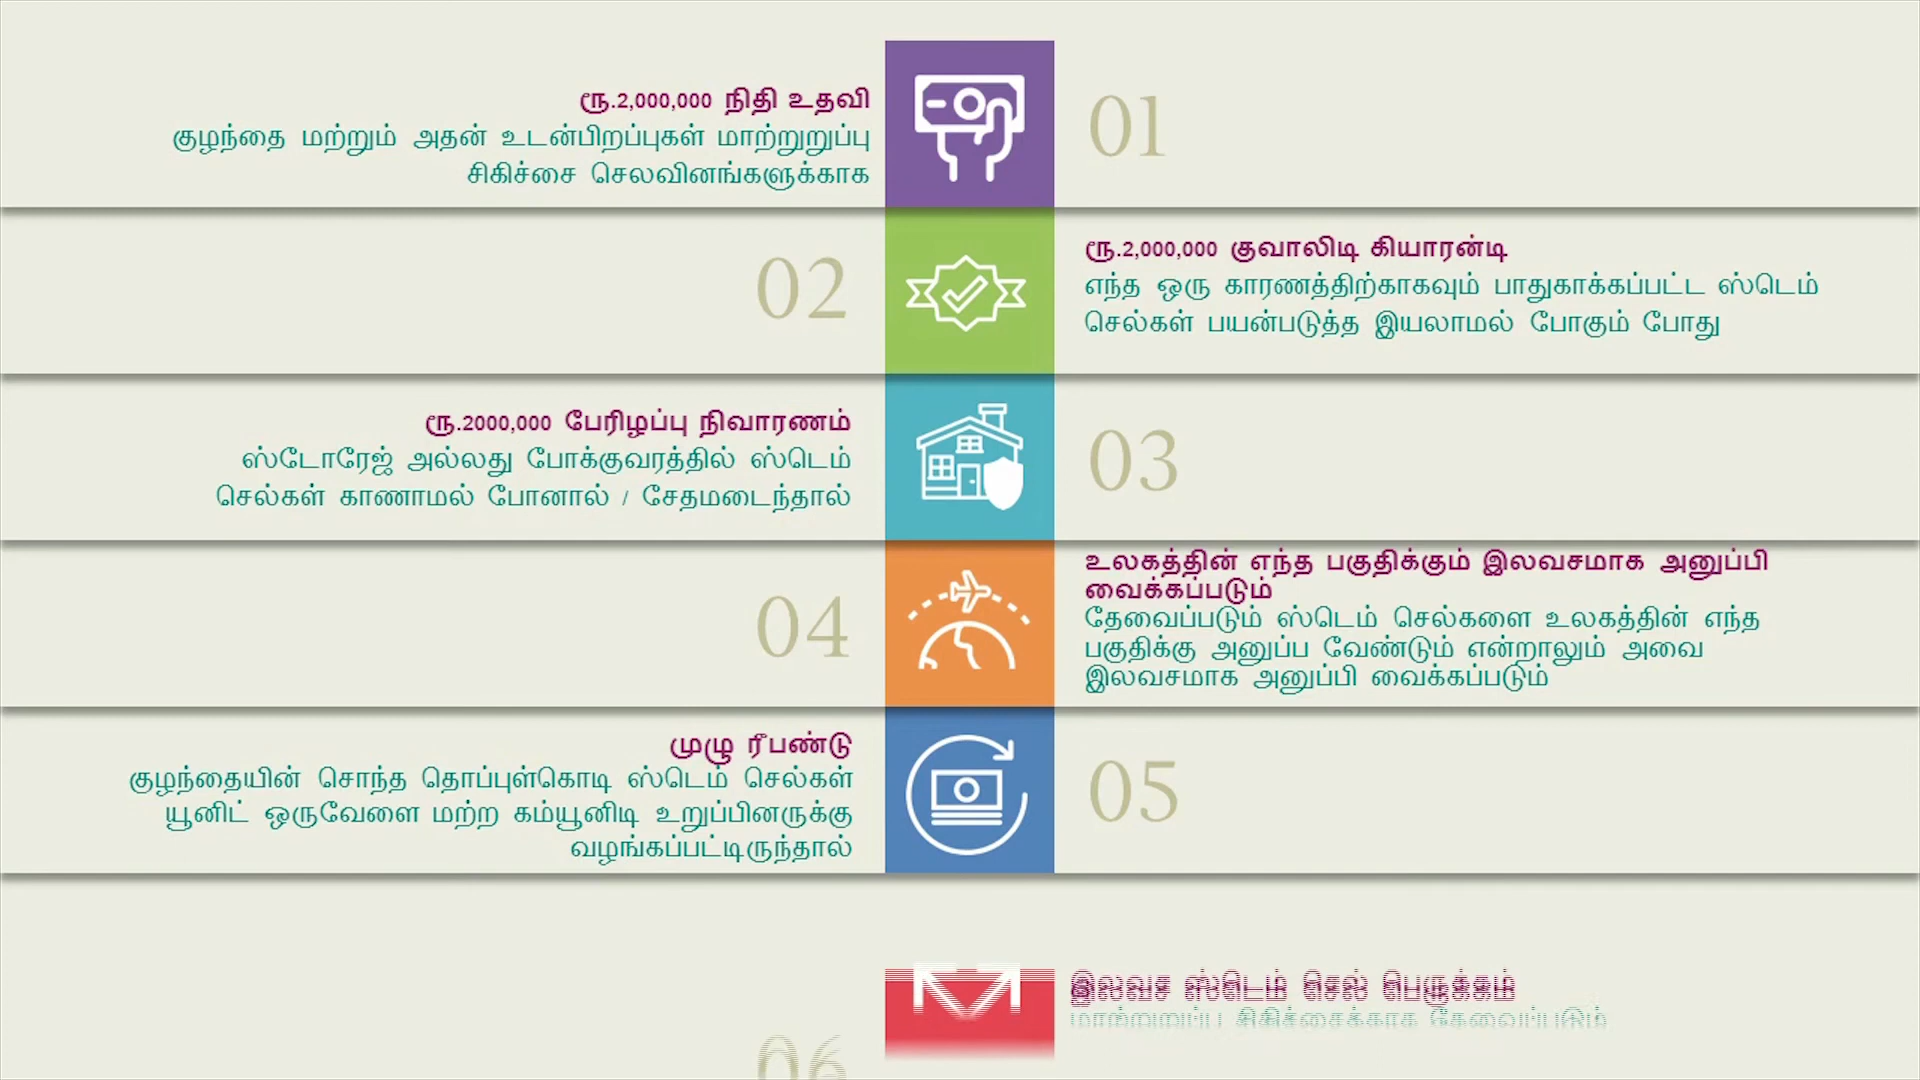 ரூ.2,000,000 நிதி உதவி
குழந்தை மற்றும் அதன் உடன்பிறப்புகள் மாற்றுறுப்பு
சிகிச்சை செலவினங்களுக்காக
01
02
ரூ.2,000,000 குவாலிடி கியாரன்டி
எந்த ஒரு காரணத்திற்காகவும் பாதுகாக்கப்பட்ட ஸ்டெம்
செல்கள் பயன்படுத்த இயலாமல் போகும் போது
ரூ.2000,000 பேரிழப்பு நிவாரணம்
ஸ்டோரேஜ் அல்லது போக்குவரத்தில் ஸ்டெம்
செல்கள் காணாமல் போனால் / சேதமடைந்தால்
03
04
உலகத்தின் எந்த பகுதிக்கும் இலவசமாக அனுப்பி
வைக்கப்படும்
தேவைப்படும் ஸ்டெம் செல்களை உலகத்தின் எந்த
பகுதிக்கு அனுப்ப வேண்டும் என்றாலும் அவை
இலவசமாக அனுப்பி வைக்கப்படும்
முழு ரீபண்டு
குழந்தையின் சொந்த தொப்புள்கொடி ஸ்டெம் செல்கள்
யூனிட் ஒருவேளை மற்ற கம்யூனிடி உறுப்பினருக்கு
வழங்கப்பட்டிருந்தால்
05
06
இலவச ஸ்டெம் செல் பெருக்கம்
சிகிச்சைக்காக தேவைப்படும்